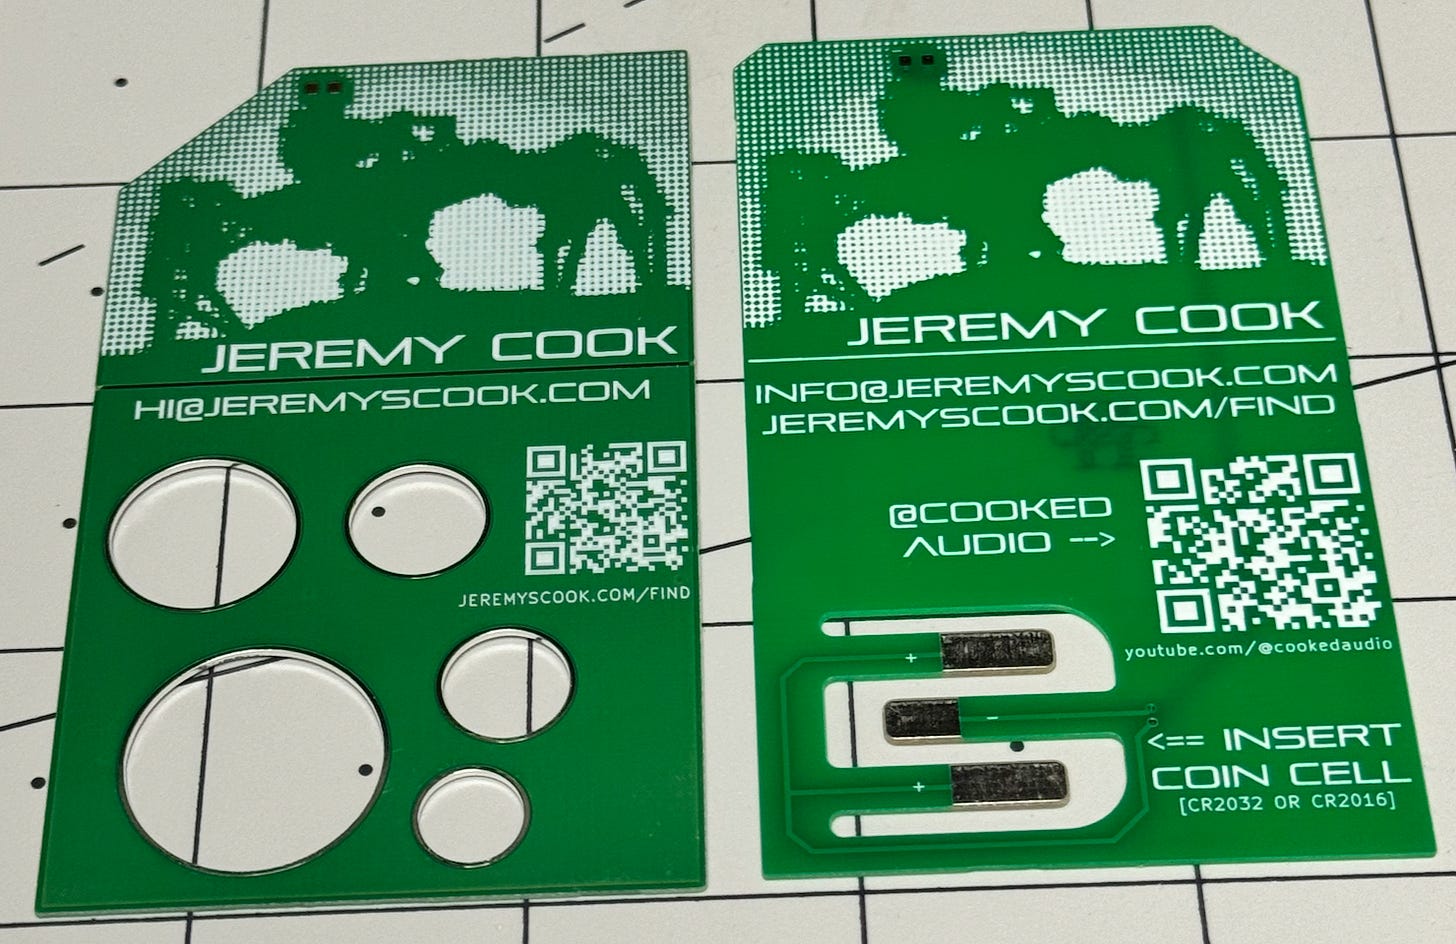 JEREMY COOK
HI@JEREMYSCOOK.COM
JEREMYSCOOK.COM/FIND
JEREMY COOK
INFO@JEREMYSCOOK.COM
JEREMYSCOOK.COM/FIND
@COOKED
AUDIO -->
youtube.com/@cookedaudio
+
-
+
<== INSERT
COIN CELL
[CR2032 OR CR2016]